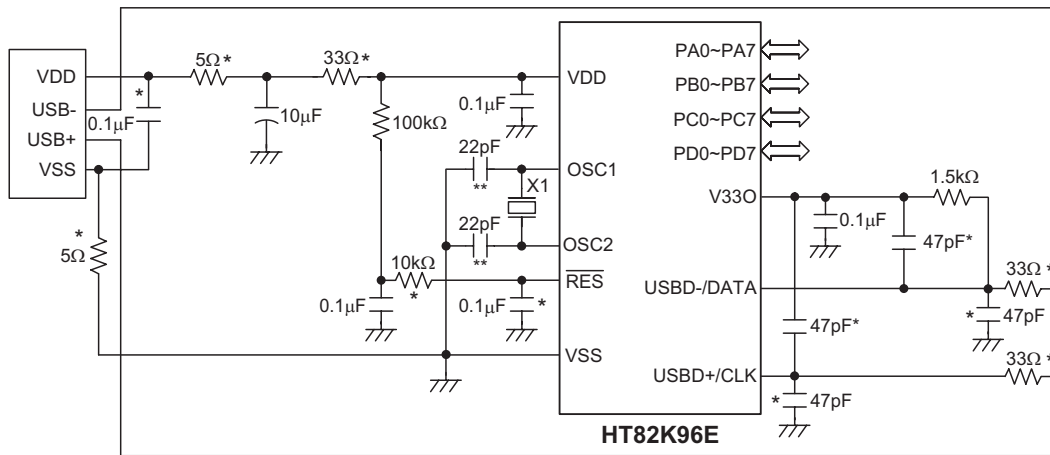 VDD
USB-
USB+
VSS
*
0.1μF
5Ω*
10μF
33Ω*
100kΩ
0.1μF
22pF
**
X1
22pF
**
*
5Ω
10kΩ
*
0.1μF
0.1μF
*
VDD
OSC1
OSC2
RES
VSS
PA0~PA7
PB0~PB7
PC0~PC7
PD0~PD7
V33O
USBD-/DATA
USBD+/CLK
HT82K96E
1.5kΩ
0.1μF
47pF*
33Ω*
*
47pF
47pF*
33Ω*
*
47pF